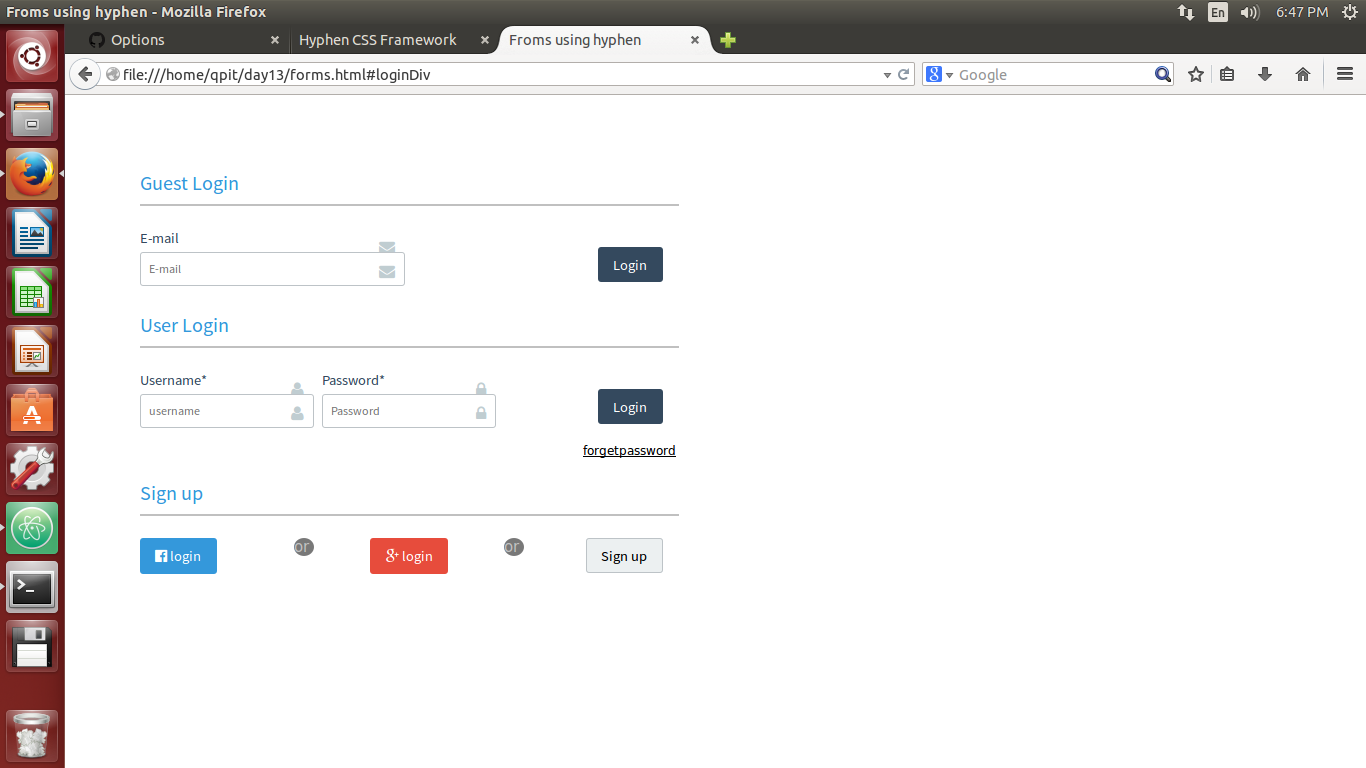 Froms using hyphen - Mozilla Firefox
En 6:47 PM
Options
Hyphen CSS Framework
Froms using hyphen
file:///home/qpit/day13/forms.html#loginDiv
8 Google
Guest Login
E-mail
E-mail
Login
User Login
Username* Password*
username Password
Login
forgetpassword
Sign up
login or g+ login or Sign up